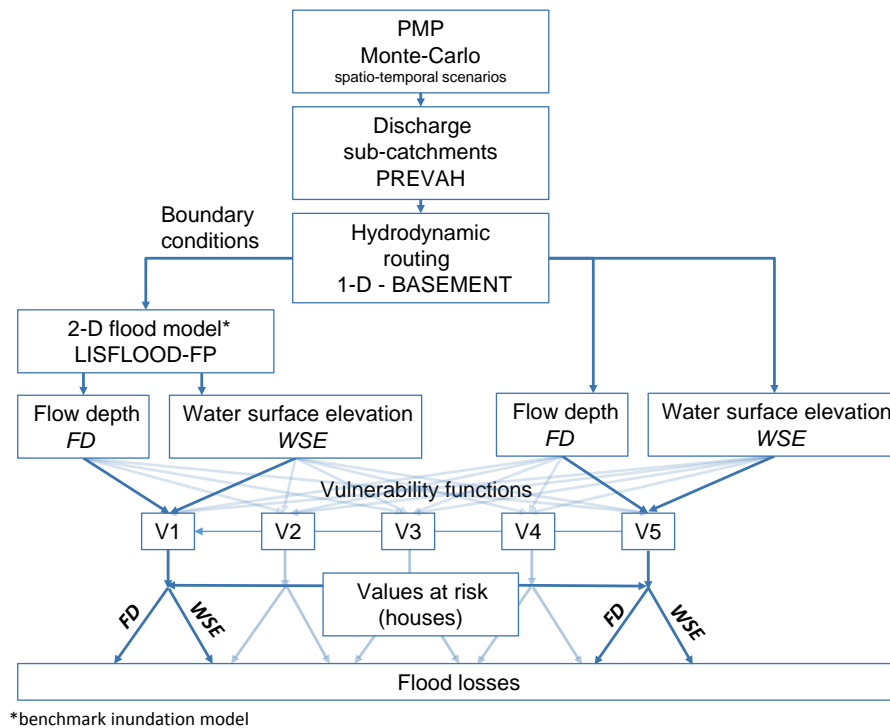 PMP
Monte-Carlo
spatio-temporal scenarios
Discharge
sub-catchments
PREVAH
Boundary
conditions
Hydrodynamic
routing
1-D - BASEMENT
2-D flood model*
LISFLOOD-FP
Flow depth
FD
Water surface elevation
WSE
Flow depth
FD
Water surface elevation
WSE
Vulnerability functions
V1
V2
V3
V4
V5
Values at risk
(houses)
FD
WSE
FD
WSE
Flood losses
*benchmark inundation model